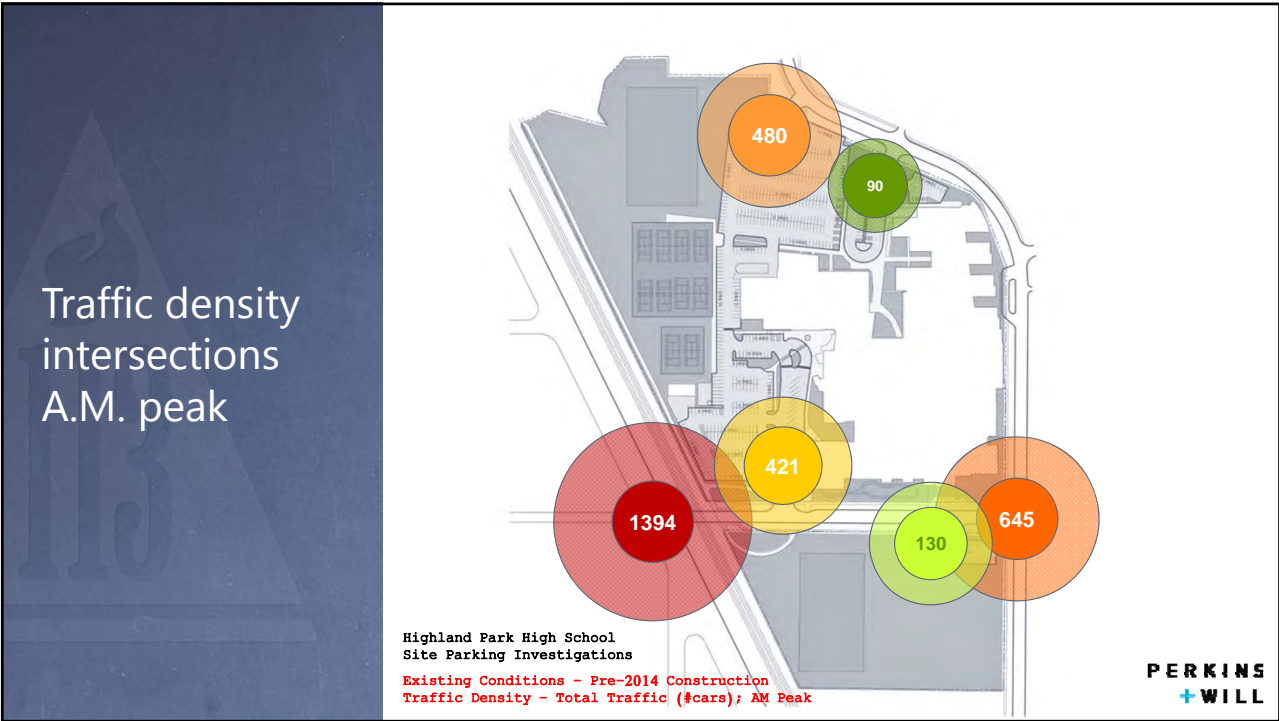 Traffic density
intersections
A.M. peak
113
480
90
421
1394
645
130
Highland Park High School
Site Parking Investigations
Existing Conditions - Pre-2014 Construction
Traffic Density - Total Traffic (#cars); AM Peak
PERKINS
+WILL